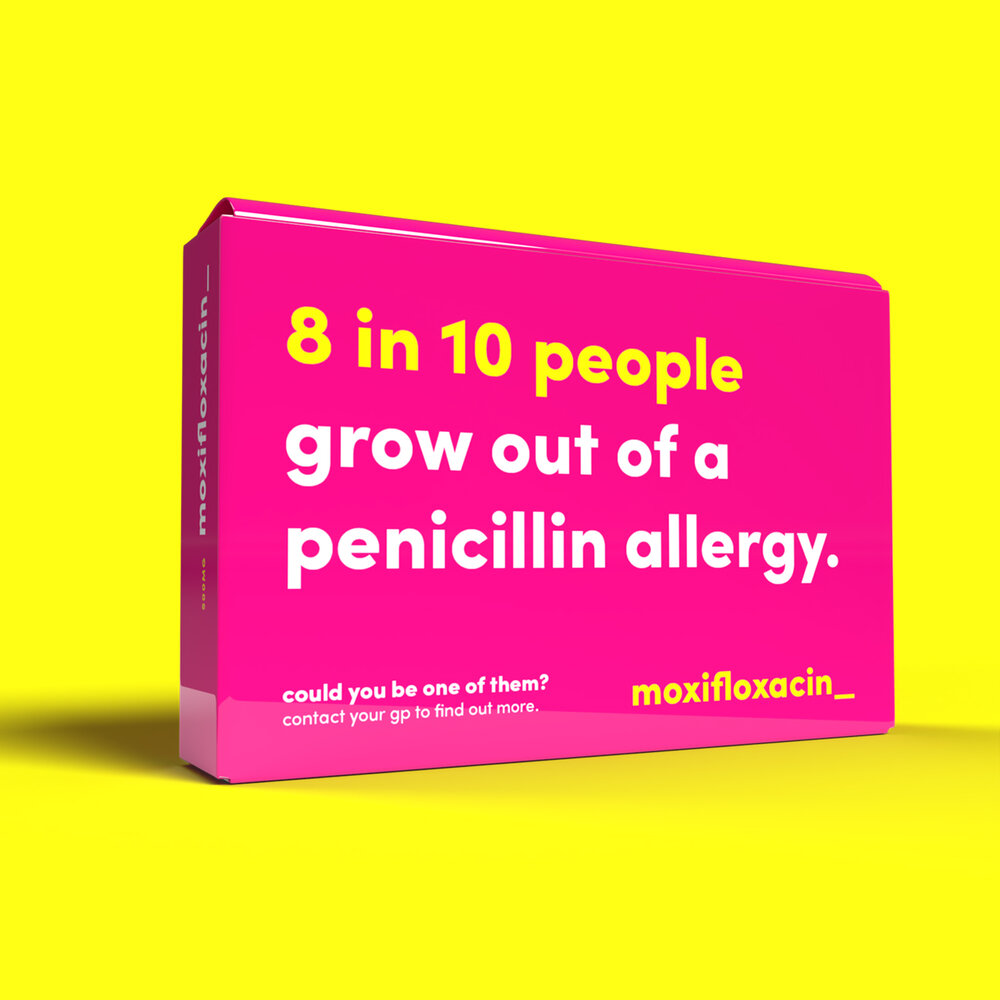 8 in 10 people
grow out of a
penicillin allergy.
could you be one of them?
contact your gp to find out more.
moxifloxacin_
moxifloxacin_